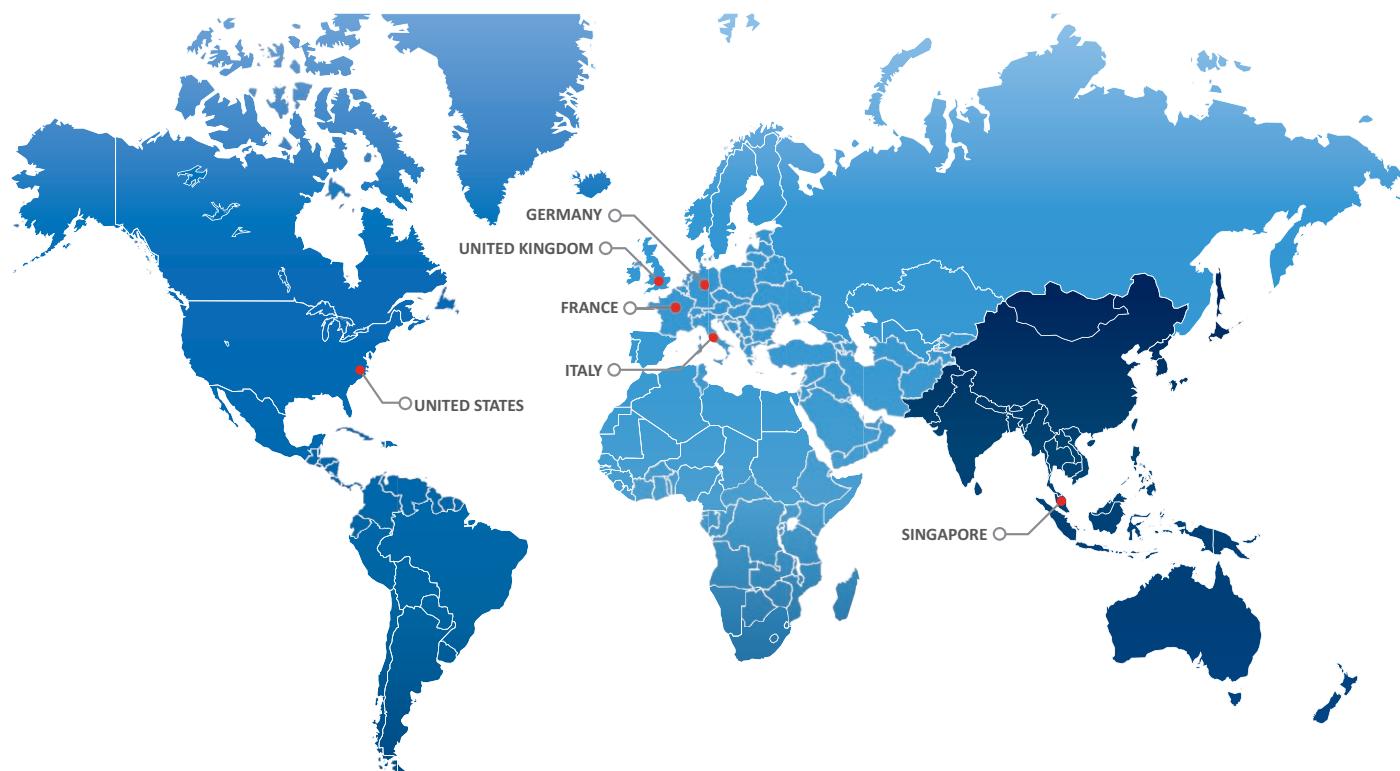 GERMANY
UNITED KINGDOM
FRANCE
ITALY
UNITED STATES
SINGAPORE